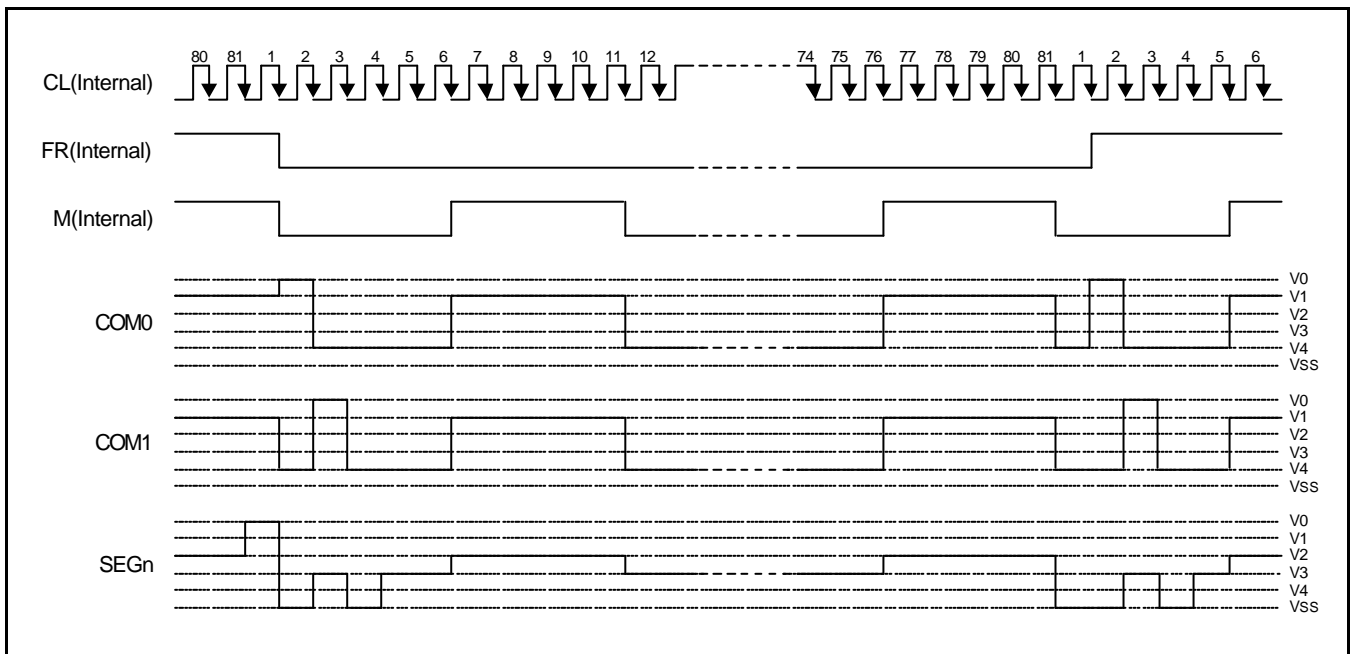 80 81 1 2 3 4 5 6 7 8 9 10 11 12 74 75 76 77 78 79 80 81 1 2 3 4 5 6
CL(Internal)
FR(Internal)
M(Internal)
COM0
V0
V1
V2
V3
V4
VSS
COM1
V0
V1
V2
V3
V4
VSS
SEGn
V0
V1
V2
V3
V4
VSS